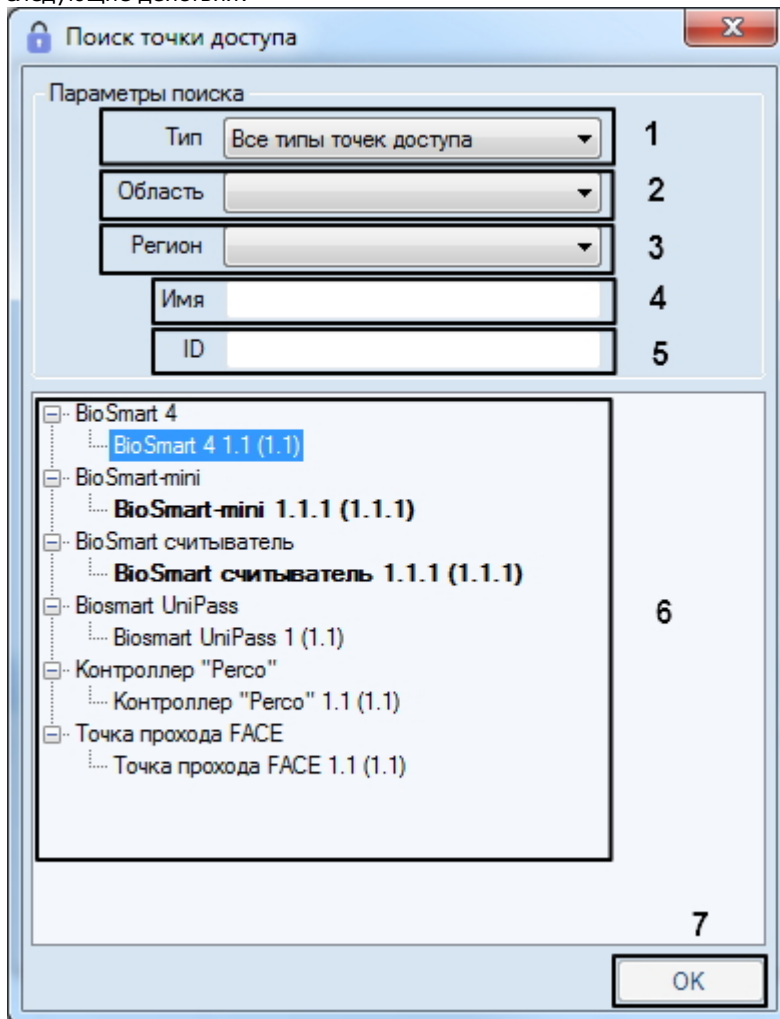 следующие действия:
Поиск точки доступа
Параметры поиска
Тип Все типы точек доступа 1
Область 2
Регион 3
Имя 4
ID 5
BioSmart 4
BioSmart 4 1.1 (1.1)
BioSmart-mini
BioSmart-mini 1.1.1 (1.1.1)
BioSmart считыватель
BioSmart считыватель 1.1.1 (1.1.1)
Biosmart UniPass 6
Biosmart UniPass 1 (1.1)
Контроллер "Perco"
Контроллер "Perco" 1.1 (1.1)
Точка прохода FACE
Точка прохода FACE 1.1 (1.1)
7
OK